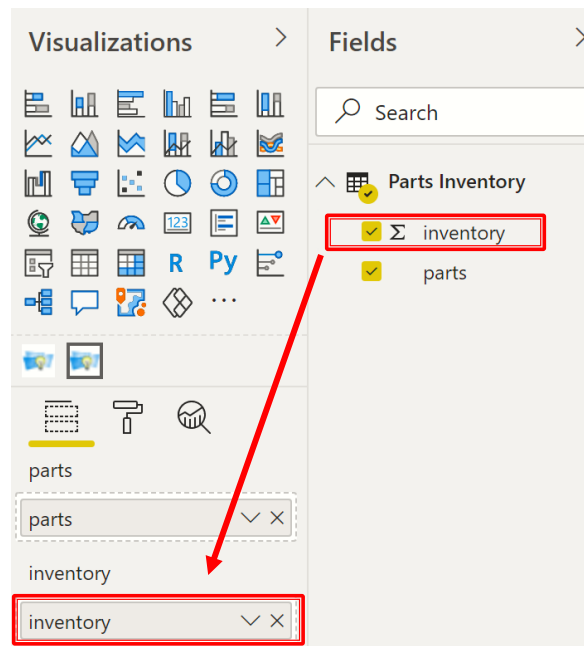 Visualizations
Fields
Search
Parts Inventory
inventory
parts
123
R
Py
parts
parts
inventory
inventory